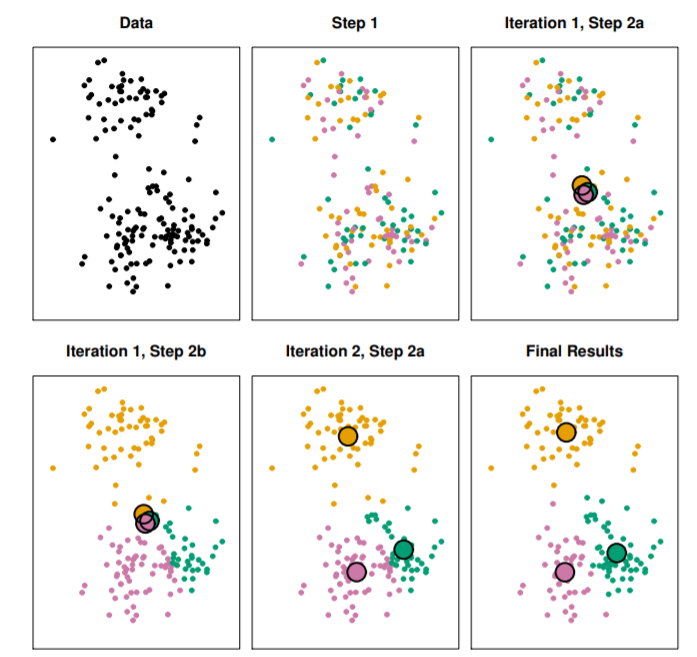 Data
Step 1
Iteration 1, Step 2a
Iteration 1, Step 2b
Iteration 2, Step 2a
Final Results